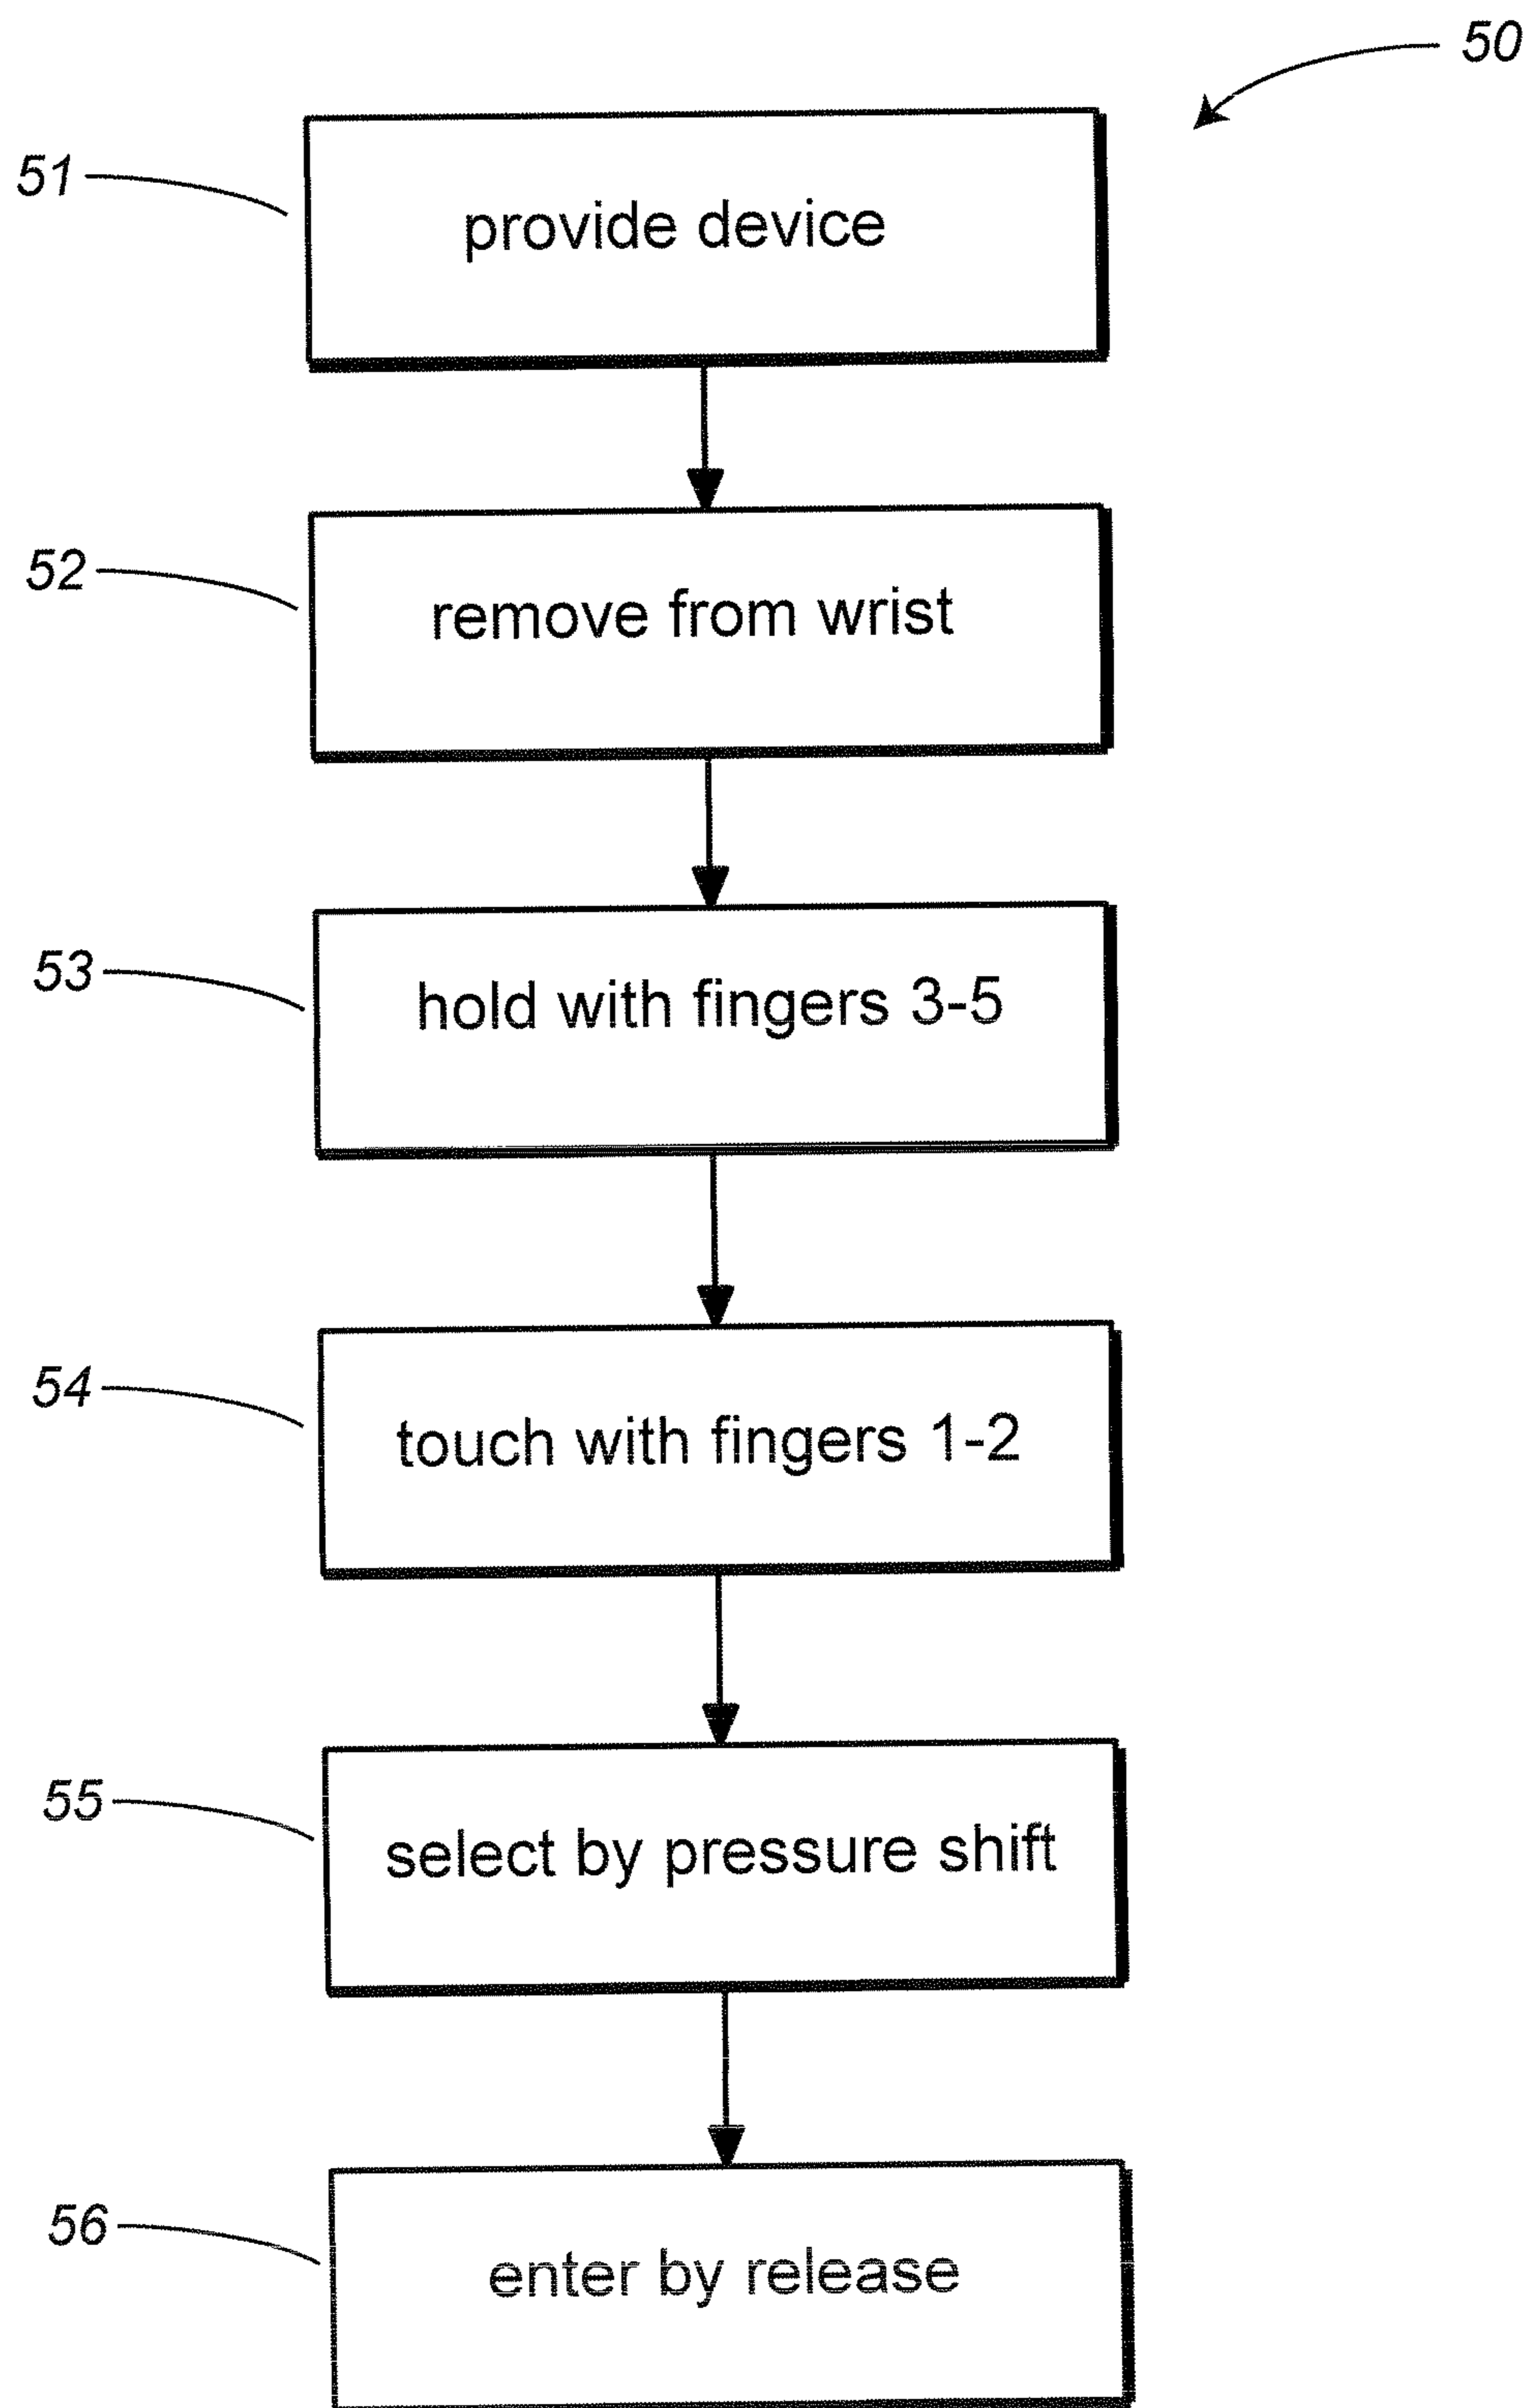 50
51
provide device
52
remove from wrist
53
hold with fingers 3-5
54
touch with fingers 1-2
55
select by pressure shift
56
enter by release